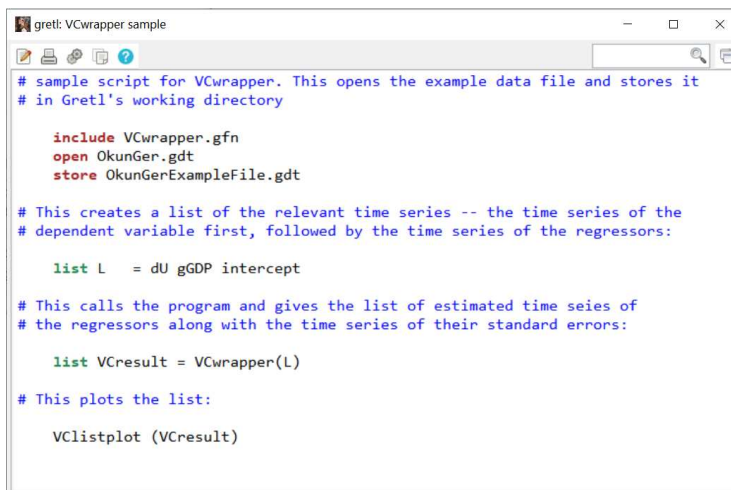 gretl: VCwrapper sample
# sample script for VCwrapper. This opens the example data file and stores it
# in Gretl's working directory
include VCwrapper.gfn
open OkunGer.gdt
store OkunGerExampleFile.gdt
# This creates a list of the relevant time series -- the time series of the
# dependent variable first, followed by the time series of the regressors:
list L   = dU gGDP intercept
# This calls the program and gives the list of estimated time seies of
# the regressors along with the time series of their standard errors:
list VCresult = VCwrapper(L)
# This plots the list:
VClistplot (VCresult)